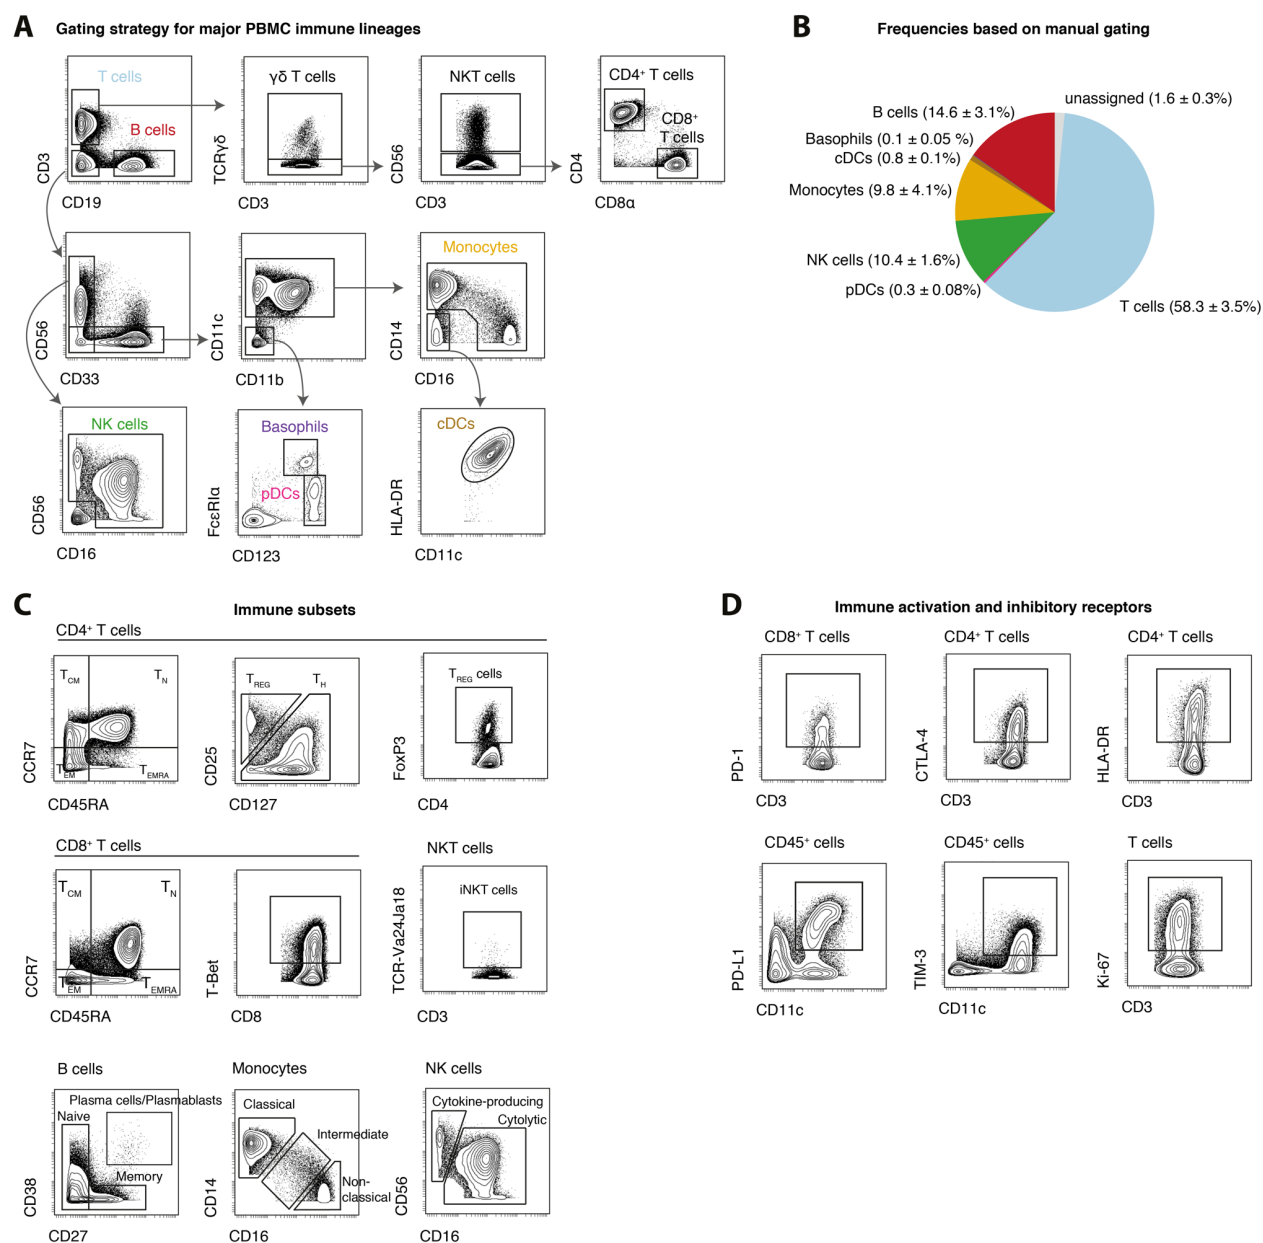 A Gating strategy for major PBMC immune lineages
T cells
B cells
CD3
CD19
γδ T cells
TCRγδ
CD3
NKT cells
CD56
CD3
CD4⁺ T cells
CD8⁺
T cells
CD4
CD8α
CD56
CD33
CD11c
CD11b
Monocytes
CD14
CD16
NK cells
CD56
CD16
Basophils
pDCs
FcεRIα
CD123
cDCs
HLA-DR
CD11c
B Frequencies based on manual gating
unassigned (1.6 ± 0.3%)
B cells (14.6 ± 3.1%)
Basophils (0.1 ± 0.05 %)
cDCs (0.8 ± 0.1%)
Monocytes (9.8 ± 4.1%)
NK cells (10.4 ± 1.6%)
pDCs (0.3 ± 0.08%)
T cells (58.3 ± 3.5%)
C Immune subsets
CD4⁺ T cells
TCM
TN
TEM
TEMRA
CCR7
CD45RA
TREG
TH
CD25
CD127
TREG cells
FoxP3
CD4
CD8⁺ T cells
TCM
TN
TEM
TEMRA
CCR7
CD45RA
T-Bet
CD8
NKT cells
iNKT cells
TCR-Va24Ja18
CD3
B cells
Plasma cells/Plasmablasts
Naive
Memory
CD38
CD27
Monocytes
Classical
Intermediate
Non-
classical
CD14
CD16
NK cells
Cytokine-producing
Cytolytic
CD56
CD16
D Immune activation and inhibitory receptors
CD8⁺ T cells
PD-1
CD3
CD4⁺ T cells
CTLA-4
CD3
CD4⁺ T cells
HLA-DR
CD3
CD45⁺ cells
PD-L1
CD11c
CD45⁺ cells
TIM-3
CD11c
T cells
Ki-67
CD3